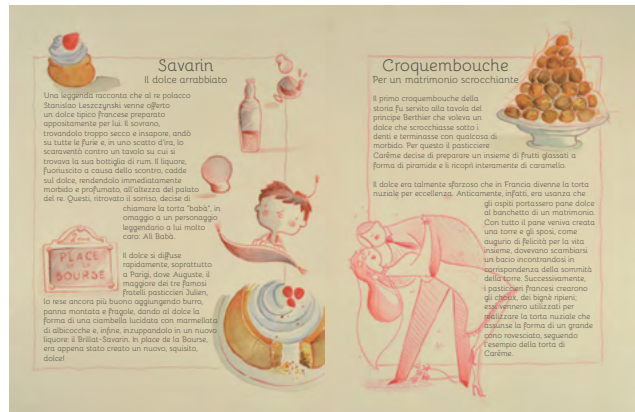 Savarin
Il dolce arrabbiato
Una leggenda racconta che al re polacco
Stanislao Leszczynski venne offerto
un dolce tipico francese preparato
appositamente per lui. Il sovrano,
trovandolo troppo secco e insapore, andò
su tutte le furie e, in uno scatto d'ira, lo
scaraventò contro un tavolo su cui si
trovava la sua bottiglia di rum. Il liquore,
fuoriuscito a causa dello scontro, cadde
sul dolce, rendendolo immediatamente
morbido e profumato, all'altezza del palato
del re. Questi, ritrovato il sorriso, decise di
chiamare la torta "babà", in
omaggio a un personaggio
leggendario a lui molto
caro: Alì Babà.
Il dolce si diffuse
rapidamente, soprattutto
a Parigi, dove Auguste, il
maggiore dei tre famosi
fratelli pasticcieri Julien,
lo rese ancora più buono aggiungendo burro,
panna montata e fragole, dando al dolce la
forma di una ciambella lucidata con marmellata
di albicocche e, infine, inzuppandolo in un nuovo
liquore: il Brillat-Savarin. In place de la Bourse,
era appena stato creato un nuovo, squisito,
dolce!
PLACE
DE LA
BOURSE
Croquembouche
Per un matrimonio scrocchiante
Il primo croquembouche della
storia fu servito alla tavola del
principe Berthier che voleva un
dolce che scrocchiasse sotto i
denti e terminasse con qualcosa di
morbido. Per questo il pasticciere
Carême decise di preparare un insieme di frutti glassati a
forma di piramide e li ricoprì interamente di caramello.
Il dolce era talmente sfarzoso che in Francia divenne la torta
nuziale per eccellenza. Anticamente, infatti, era usanza che
gli ospiti portassero pane dolce
al banchetto di un matrimonio.
Con tutto il pane veniva creata
una torre e gli sposi, come
augurio di felicità per la vita
insieme, dovevano scambiarsi
un bacio incontrandosi in
corrispondenza della sommità
della torre. Successivamente,
i pasticcieri francesi crearono
gli choux, dei bignè ripieni;
essi vennero utilizzati per
realizzare la torta nuziale che
assunse la forma di un grande
cono rovesciato, seguendo
l'esempio della torta di
Carême.